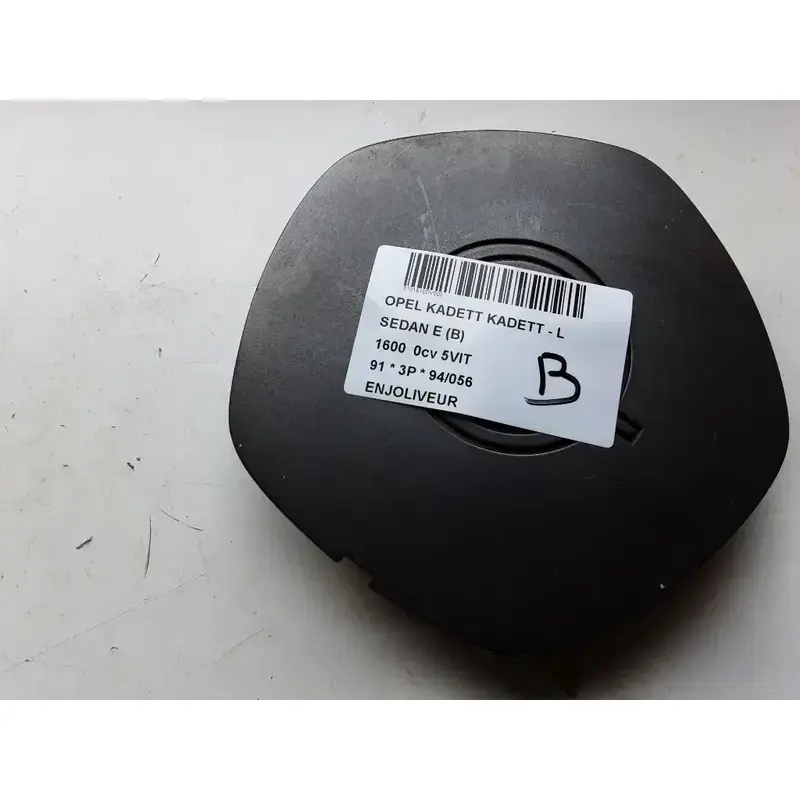 OPEL KADETT KADETT - L
SEDAN E (B)
1600 0cv 5VIT
91 * 3P * 94/056
ENJOLIVEUR
B